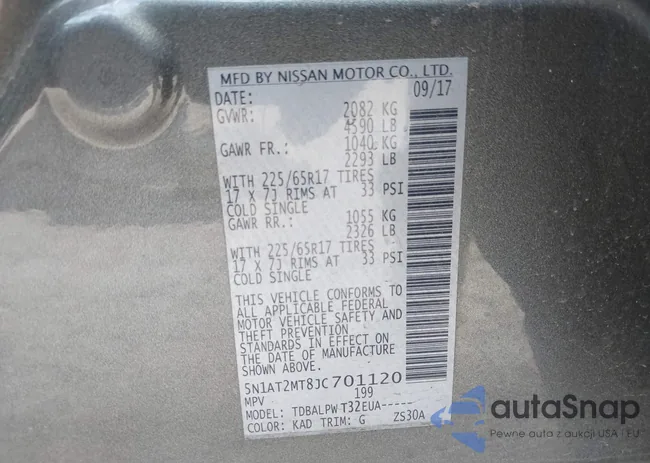 MFD BY NISSAN MOTOR CO., LTD.
DATE: 09/17
GVWR: 2082 KG
4590 LB
GAWR FR.: 1040 KG
2293 LB
WITH 225/65R17 TIRES
17 X 7J RIMS AT 33 PSI
COLD SINGLE
GAWR RR.: 1055 KG
2326 LB
WITH 225/65R17 TIRES
17 X 7J RIMS AT 33 PSI
COLD SINGLE
THIS VEHICLE CONFORMS TO
ALL APPLICABLE FEDERAL
MOTOR VEHICLE SAFETY AND
THEFT PREVENTION
STANDARDS IN EFFECT ON
THE DATE OF MANUFACTURE
SHOWN ABOVE.
5N1AT2MT8JC701120
MPV 199
MODEL: TDBALPWT32EUA-----
COLOR: KAD TRIM: G ZS30A
autoSnap
Pewne auta z aukcji USA i EU